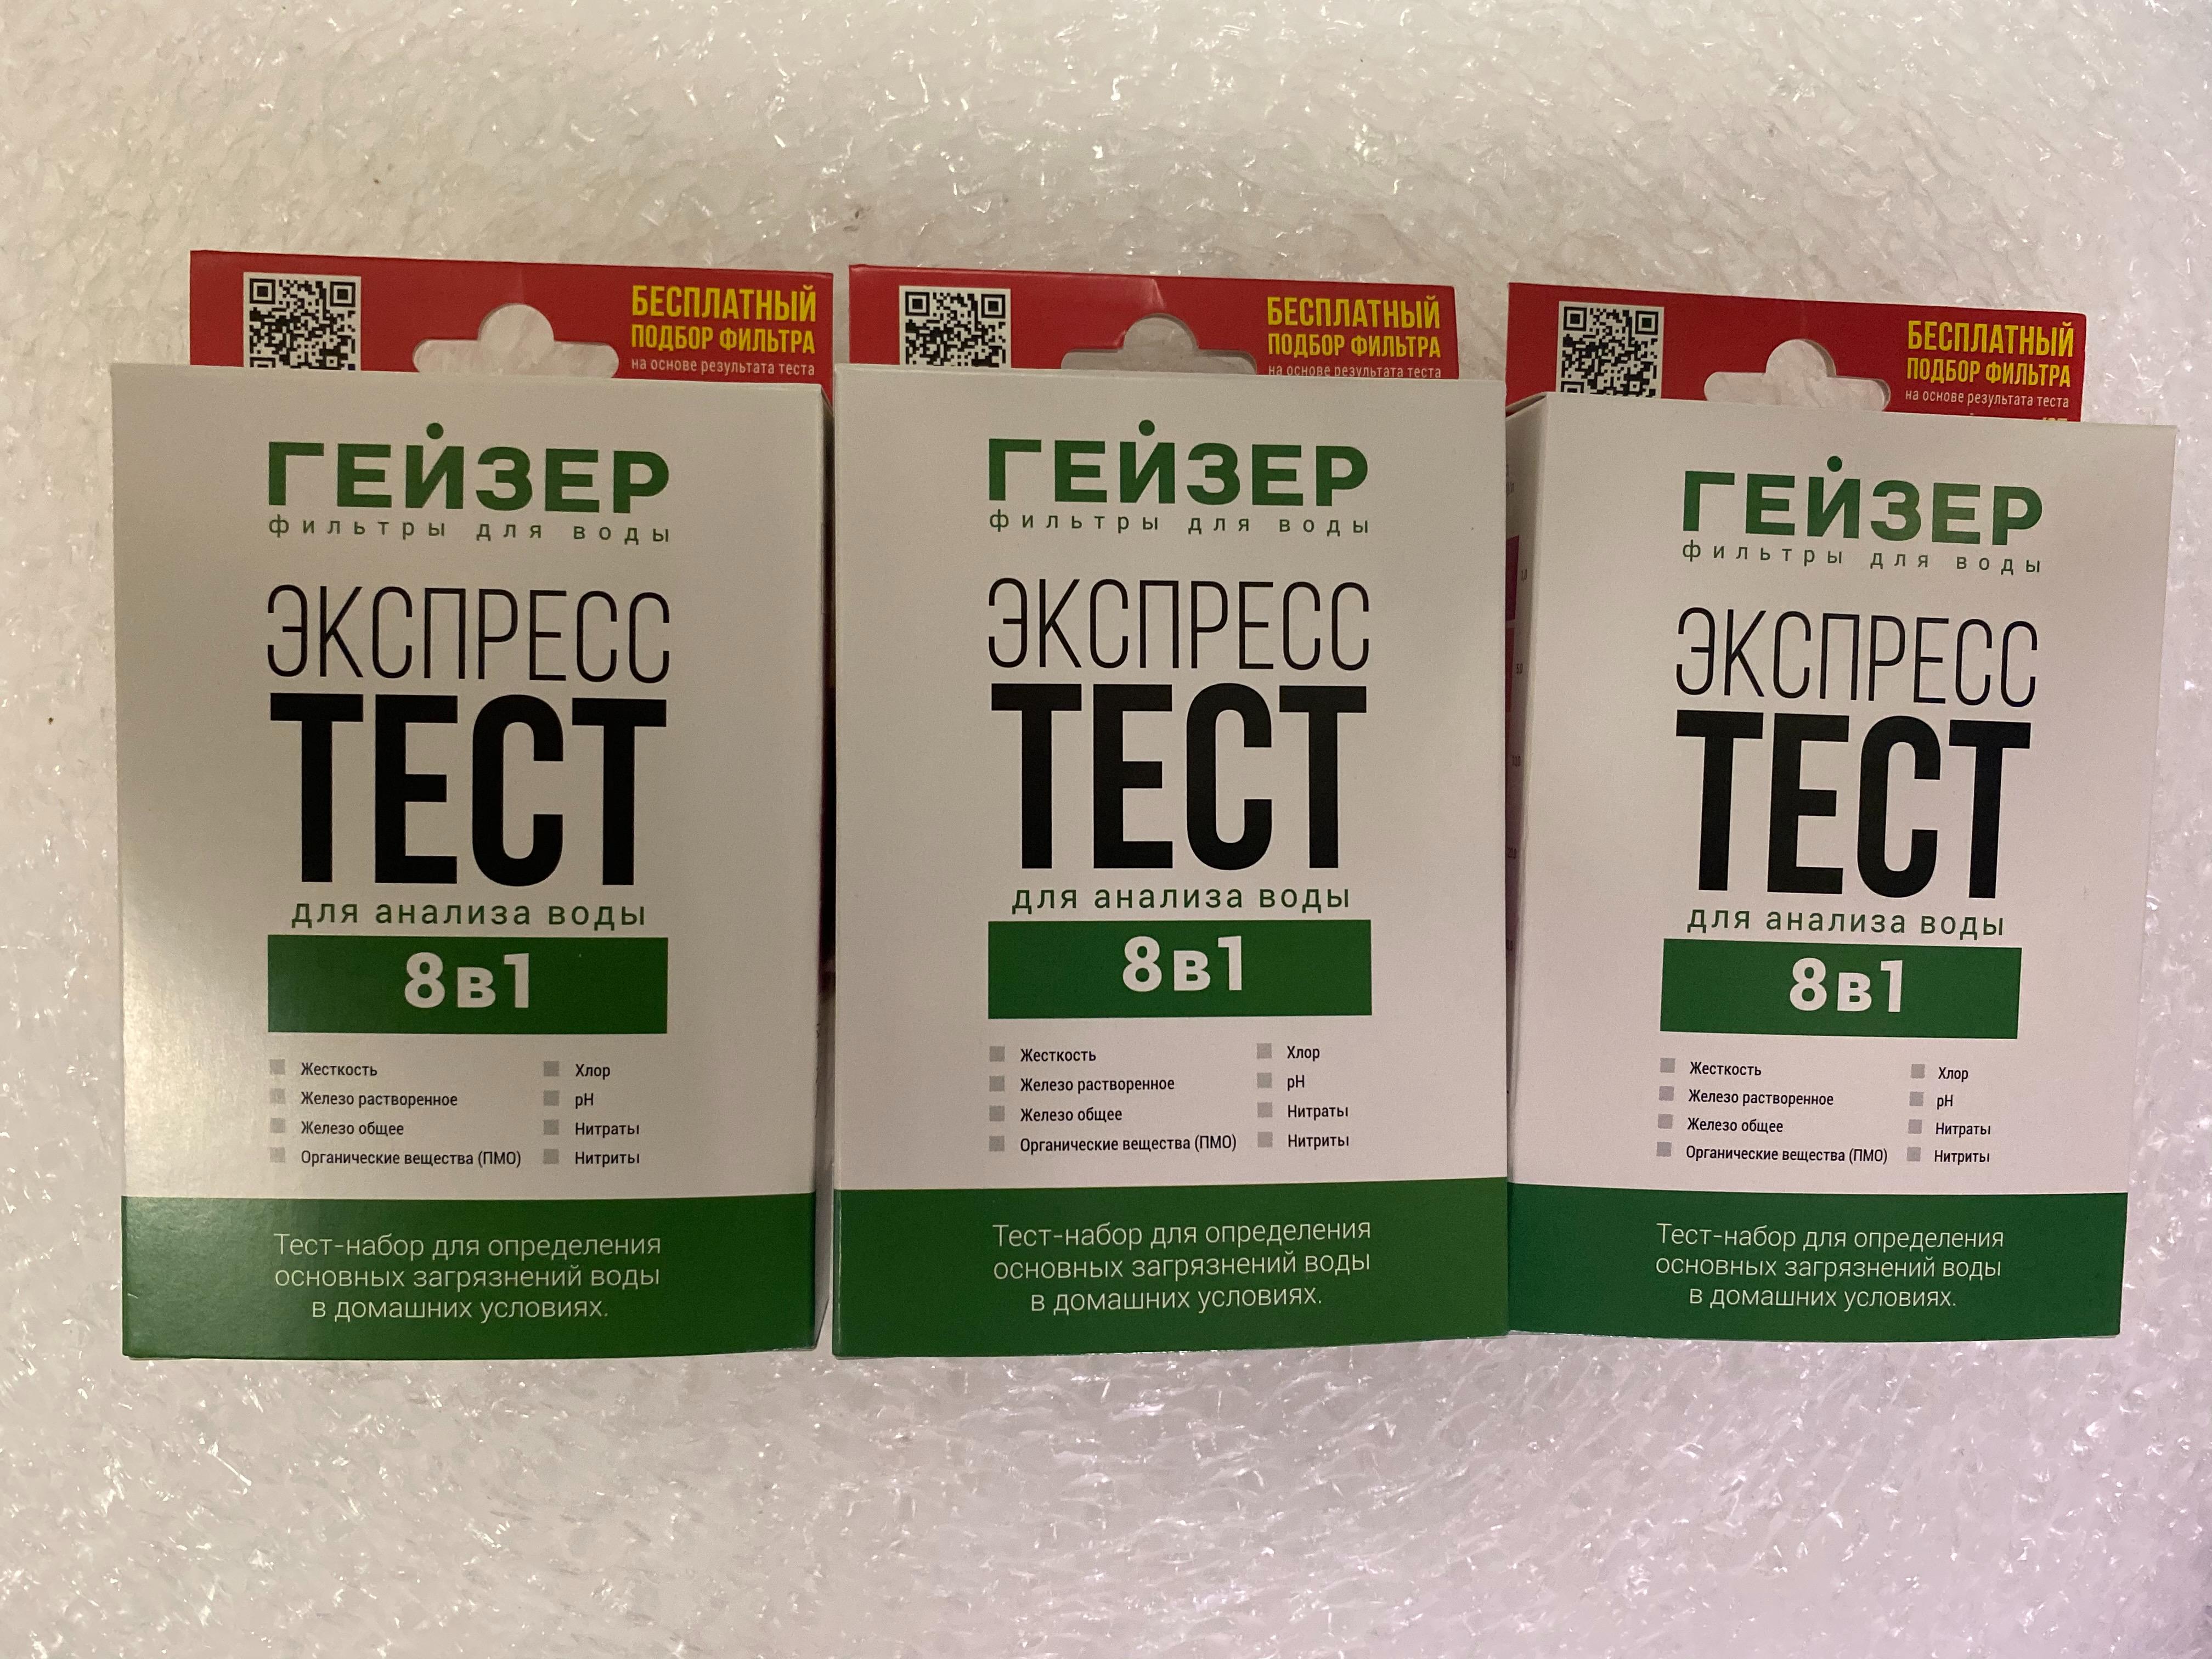 БЕСПЛАТНЫЙ
ПОДБОР ФИЛЬТРА
на основе результата теста
ГЕЙЗЕР
фильтры для воды
ЭКСПРЕСС
ТЕСТ
для анализа воды
8в1
Жесткость
Железо растворенное
Железо общее
Органические вещества (ПМО)
Хлор
pH
Нитраты
Нитриты
Тест-набор для определения
основных загрязнений воды
в домашних условиях.
БЕСПЛАТНЫЙ
ПОДБОР ФИЛЬТРА
на основе результата теста
ГЕЙЗЕР
фильтры для воды
ЭКСПРЕСС
ТЕСТ
для анализа воды
8в1
Жесткость
Железо растворенное
Железо общее
Органические вещества (ПМО)
Хлор
pH
Нитраты
Нитриты
Тест-набор для определения
основных загрязнений воды
в домашних условиях.
БЕСПЛАТНЫЙ
ПОДБОР ФИЛЬТРА
на основе результата теста
ГЕЙЗЕР
фильтры для воды
ЭКСПРЕСС
ТЕСТ
для анализа воды
8в1
Жесткость
Железо растворенное
Железо общее
Органические вещества (ПМО)
Хлор
pH
Нитраты
Нитриты
Тест-набор для определения
основных загрязнений воды
в домашних условиях.